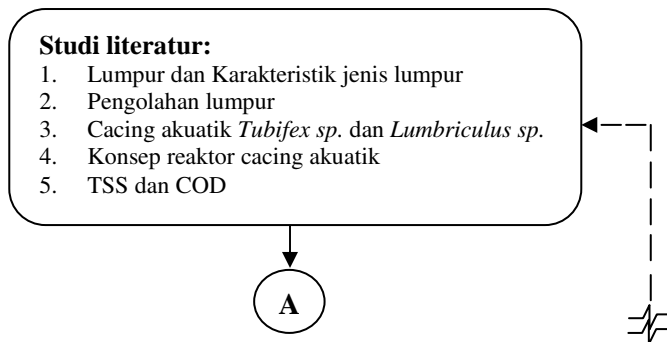 Studi literatur:
1. Lumpur dan Karakteristik jenis lumpur
2. Pengolahan lumpur
3. Cacing akuatik Tubifex sp. dan Lumbriculus sp.
4. Konsep reaktor cacing akuatik
5. TSS dan COD
A